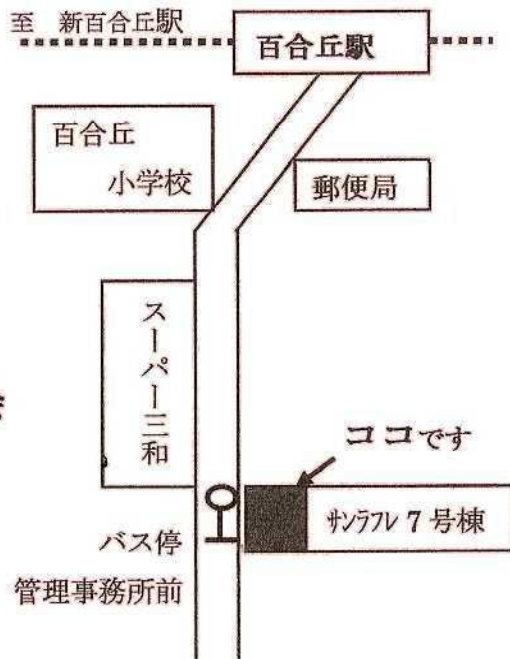 至 新百合丘駅
百合丘駅
百合丘
小学校
郵便局
スーパー三和
ココです
サンラフレ 7 号棟
バス停
管理事務所前